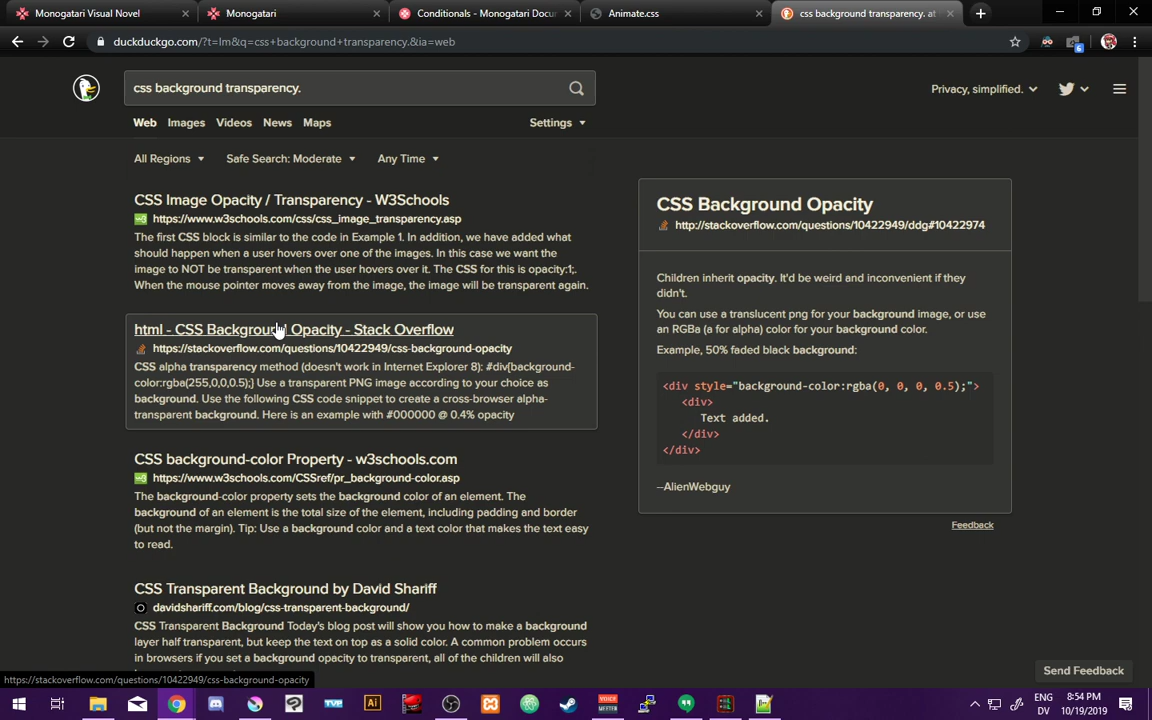 Monogatari Visual Novel
Monogatari
Conditionals - Monogatari Docu
Animate.css
css background transparency. at
duckduckgo.com/?t=lm&q=css+background+transparency.&ia=web
6
css background transparency.
Privacy, simplified.
Web Images Videos News Maps
Settings
All Regions
Safe Search: Moderate
Any Time
CSS Image Opacity / Transparency - W3Schools
https://www.w3schools.com/css/css_image_transparency.asp
The first CSS block is similar to the code in Example 1. In addition, we have added what
should happen when a user hovers over one of the images. In this case we want the
image to NOT be transparent when the user hovers over it. The CSS for this is opacity:1;.
When the mouse pointer moves away from the image, the image will be transparent again.
html - CSS Background Opacity - Stack Overflow
https://stackoverflow.com/questions/10422949/css-background-opacity
CSS alpha transparency method (doesn't work in Internet Explorer 8): #div{background-
color:rgba(255,0,0,0.5);} Use a transparent PNG image according to your choice as
background. Use the following CSS code snippet to create a cross-browser alpha-
transparent background. Here is an example with #000000 @ 0.4% opacity
CSS background-color Property - w3schools.com
https://www.w3schools.com/CSSref/pr_background-color.asp
The background-color property sets the background color of an element. The
background of an element is the total size of the element, including padding and border
(but not the margin). Tip: Use a background color and a text color that makes the text easy
to read.
CSS Transparent Background by David Shariff
davidshariff.com/blog/css-transparent-background/
CSS Transparent Background Today's blog post will show you how to make a background
layer half transparent, but keep the text on top as a solid color. A common problem occurs
in browsers if you set a background opacity to transparent, all of the children will also
CSS Background Opacity
http://stackoverflow.com/questions/10422949/ddg#10422974
Children inherit opacity. It'd be weird and inconvenient if they
didn't.
You can use a translucent png for your background image, or use
an RGBa (a for alpha) color for your background color.
Example, 50% faded black background:
<div style="background-color:rgba(0, 0, 0, 0.5);">
<div>
Text added.
</div>
</div>
--AlienWebguy
Feedback
Send Feedback
https://stackoverflow.com/questions/10422949/css-background-opacity
TVP
Ai
VOICE
MEETER
ENG
DV
8:54 PM
10/19/2019